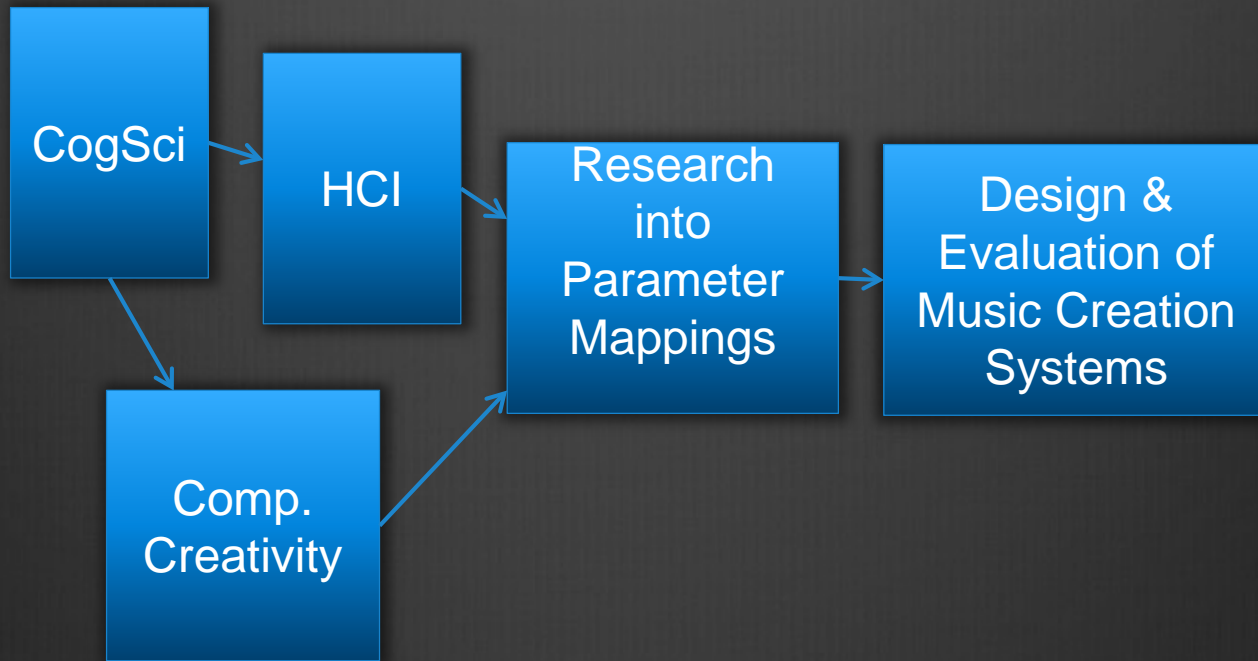 CogSci
HCI
Comp.
Creativity
Research
into
Parameter
Mappings
Design &
Evaluation of
Music Creation
Systems